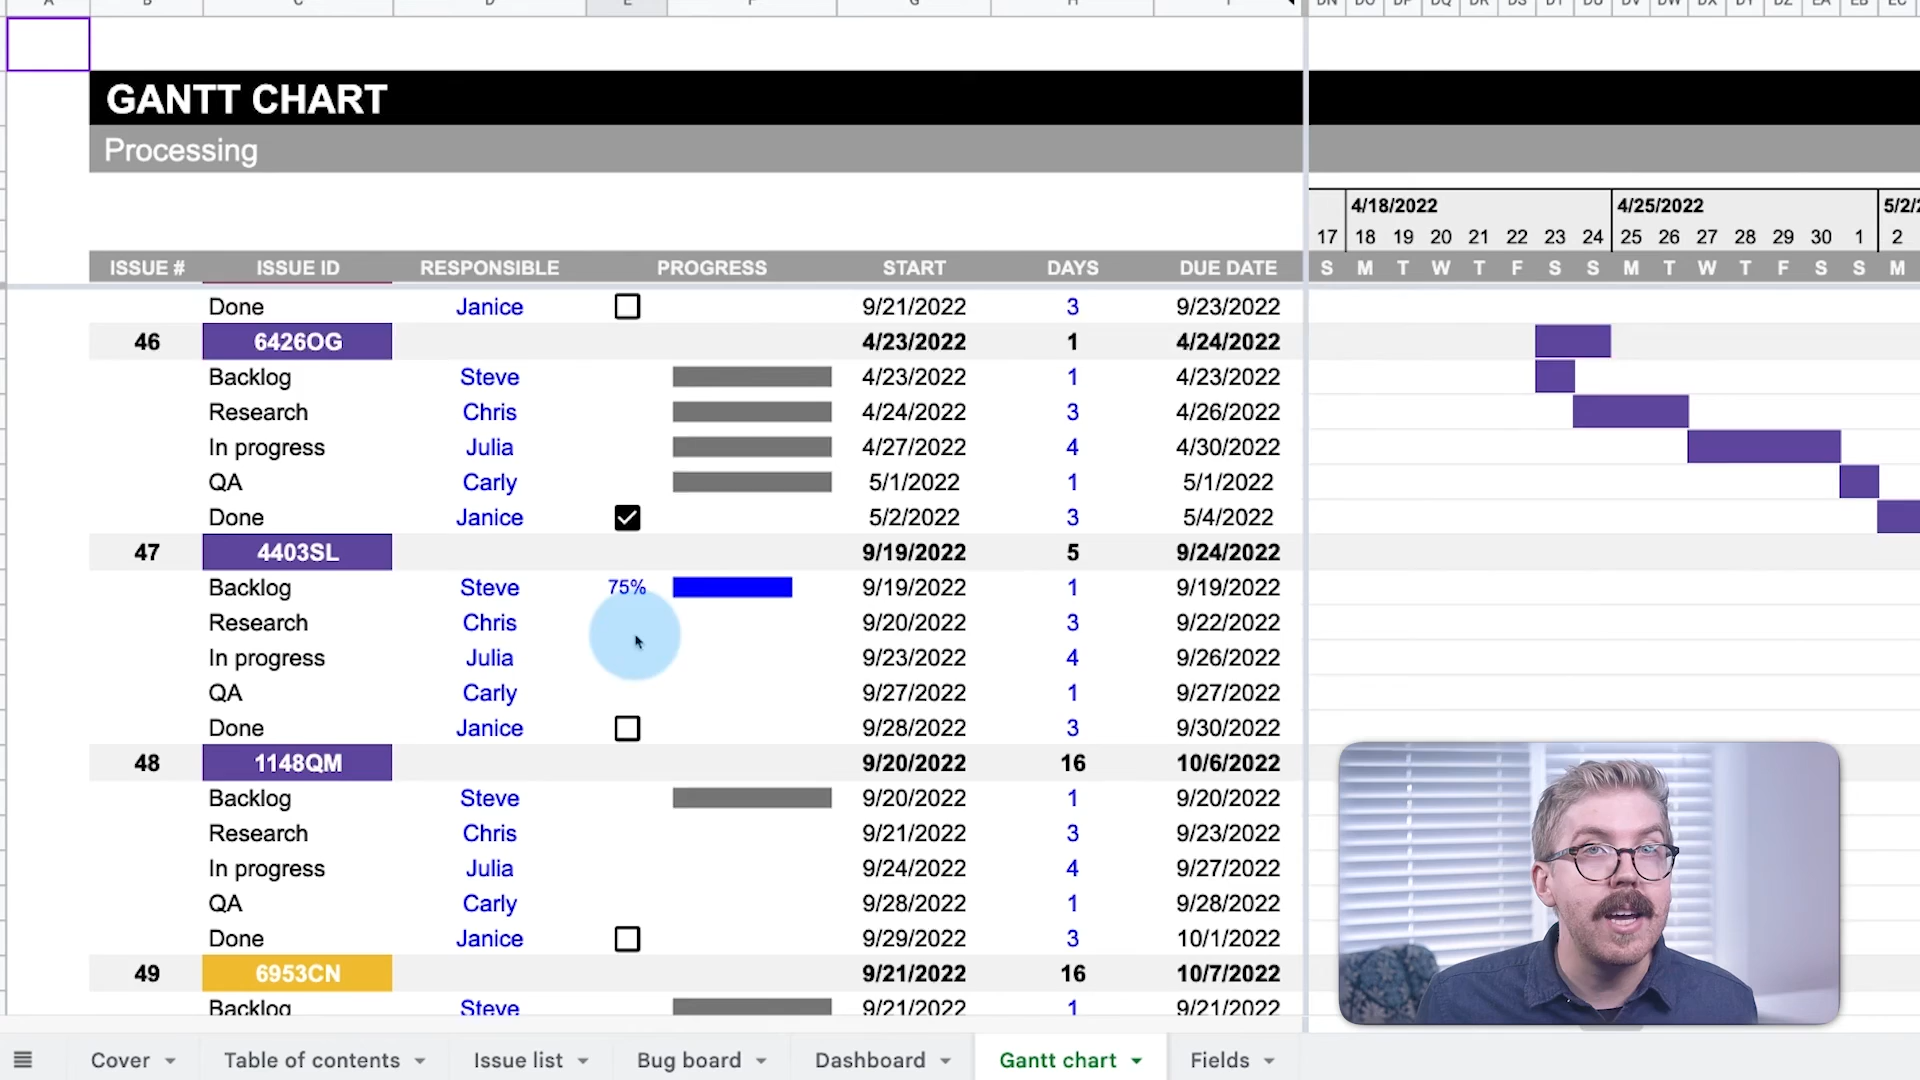 GANTT CHART
Processing
4/18/2022 4/25/2022
17 18 19 20 21 22 23 24 25 26 27 28 29 30 1 2
ISSUE # ISSUE ID RESPONSIBLE PROGRESS START DAYS DUE DATE S M T W T F S S M T W T F S S M
Done Janice 9/21/2022 3 9/23/2022
46 6426OG 4/23/2022 1 4/24/2022
Backlog Steve 4/23/2022 1 4/23/2022
Research Chris 4/24/2022 3 4/26/2022
In progress Julia 4/27/2022 4 4/30/2022
QA Carly 5/1/2022 1 5/1/2022
Done Janice 5/2/2022 3 5/4/2022
47 4403SL 9/19/2022 5 9/24/2022
Backlog Steve 75% 9/19/2022 1 9/19/2022
Research Chris 9/20/2022 3 9/22/2022
In progress Julia 9/23/2022 4 9/26/2022
QA Carly 9/27/2022 1 9/27/2022
Done Janice 9/28/2022 3 9/30/2022
48 1148QM 9/20/2022 16 10/6/2022
Backlog Steve 9/20/2022 1 9/20/2022
Research Chris 9/21/2022 3 9/23/2022
In progress Julia 9/24/2022 4 9/27/2022
QA Carly 9/28/2022 1 9/28/2022
Done Janice 9/29/2022 3 10/1/2022
49 6953CN 9/21/2022 16 10/7/2022
Backlog Steve 9/21/2022 1 9/21/2022
Cover Table of contents Issue list Bug board Dashboard Gantt chart Fields